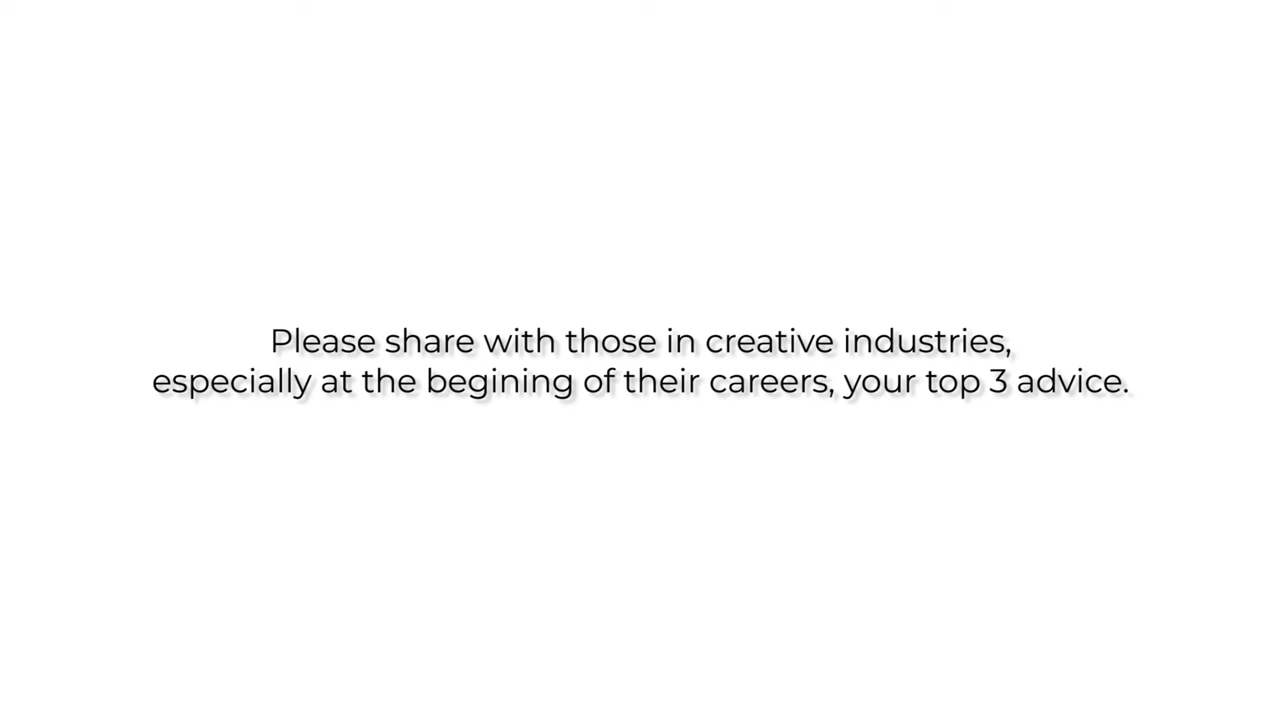 Please share with those in creative industries,
especially at the begining of their careers, your top 3 advice.